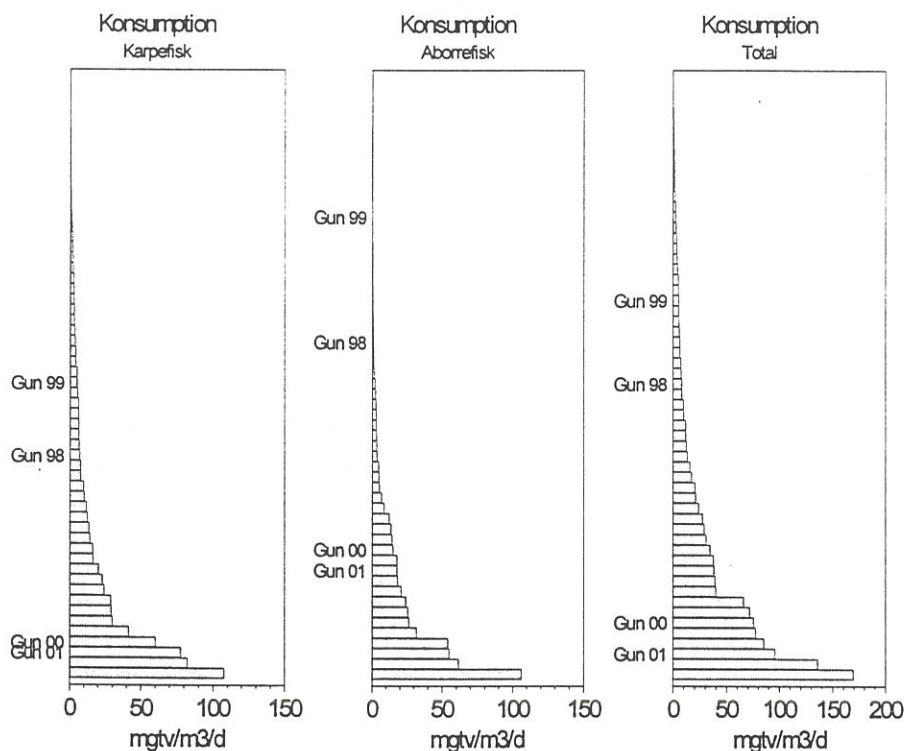 Konsumption
Karpefisk
Gun 99
Gun 98
Gun 00
Gun 01
0 50 100 150
mgtv/m3/d
Konsumption
Aborrefisk
Gun 99
Gun 98
Gun 00
Gun 01
0 50 100 150
mgtv/m3/d
Konsumption
Total
Gun 99
Gun 98
Gun 00
Gun 01
0 50 100 150 200
mgtv/m3/d